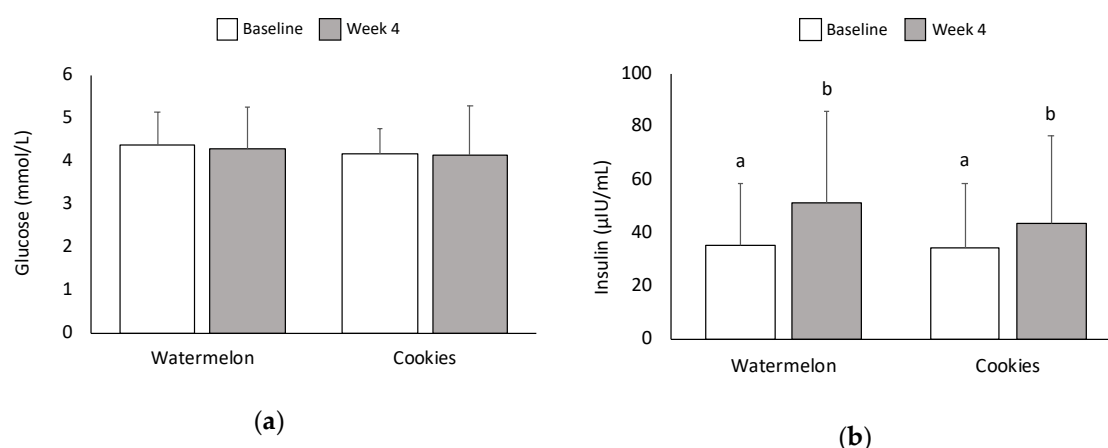 Baseline Week 4
Glucose (mmol/L)
6
5
4
3
2
1
0
Watermelon Cookies
(a)
Baseline Week 4
Insulin (µIU/mL)
100
80
60
40
20
0
a
b
a
b
Watermelon Cookies
(b)